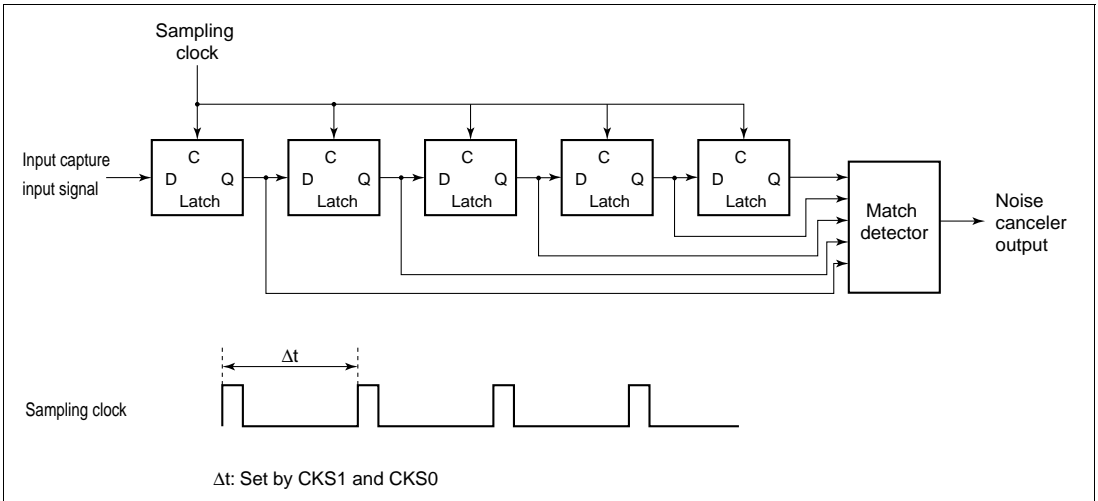 Sampling
clock
Input capture
input signal
C
D Q
Latch
C
D Q
Latch
C
D Q
Latch
C
D Q
Latch
C
D Q
Latch
Match
detector
Noise
canceler
output
Δt
Sampling clock
Δt: Set by CKS1 and CKS0